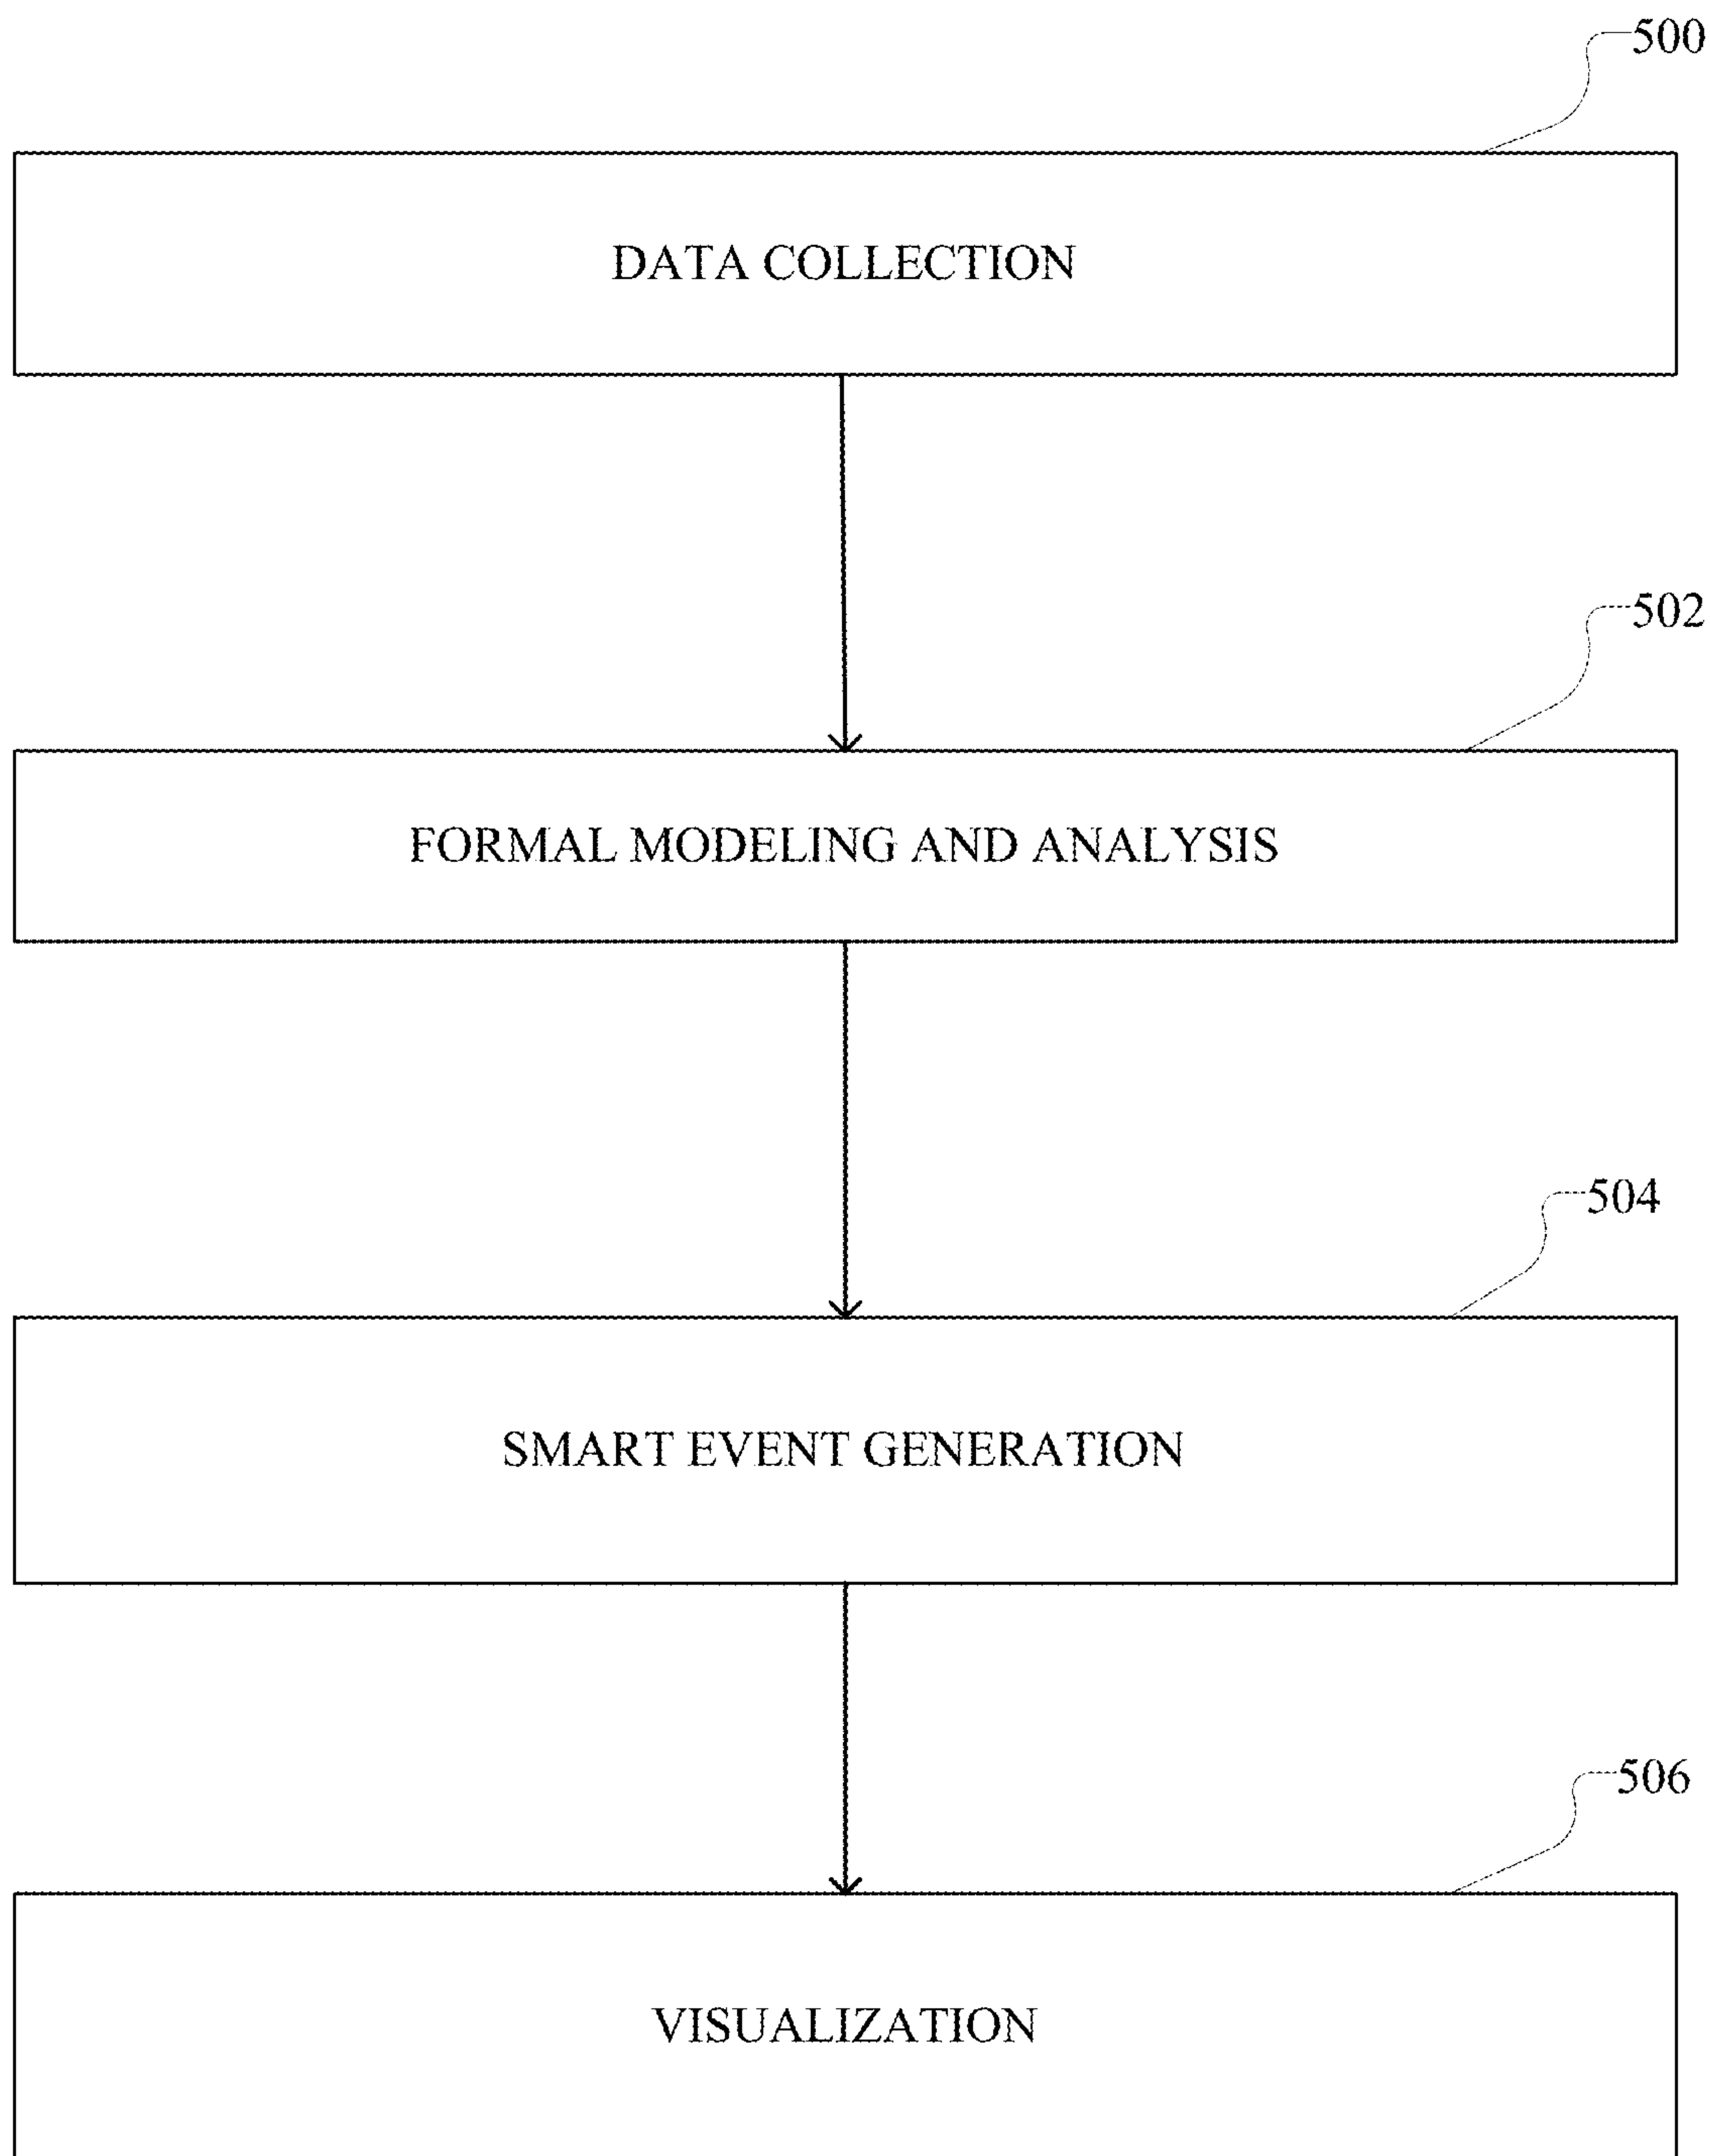 500
DATA COLLECTION
502
FORMAL MODELING AND ANALYSIS
504
SMART EVENT GENERATION
506
VISUALIZATION